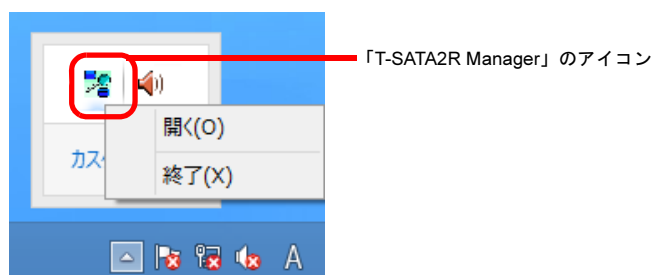 「T-SATA2R Manager」のアイコン
開く(O)
カス
終了(X)
A